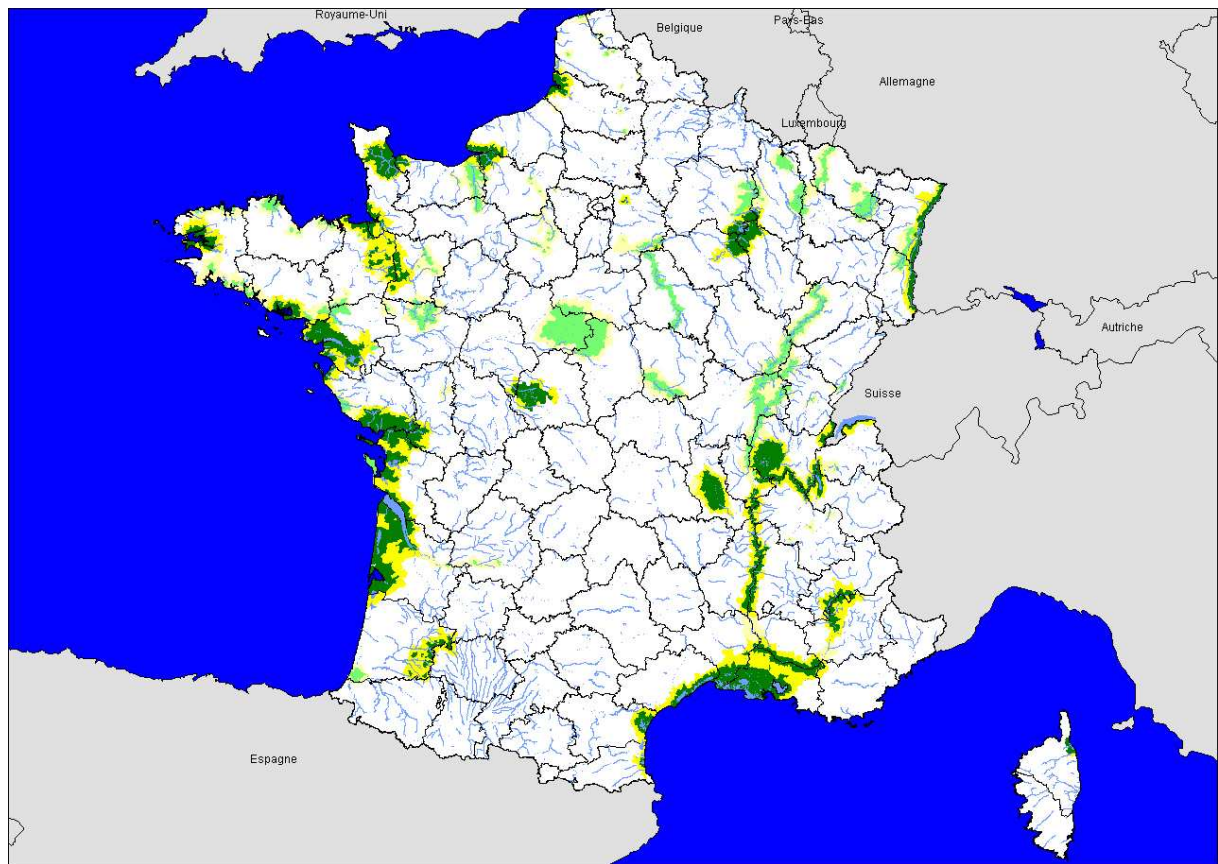 Royaume-Uni
Pays-Bas
Belgique
Allemagne
Luxembourg
Autriche
Suisse
Espagne